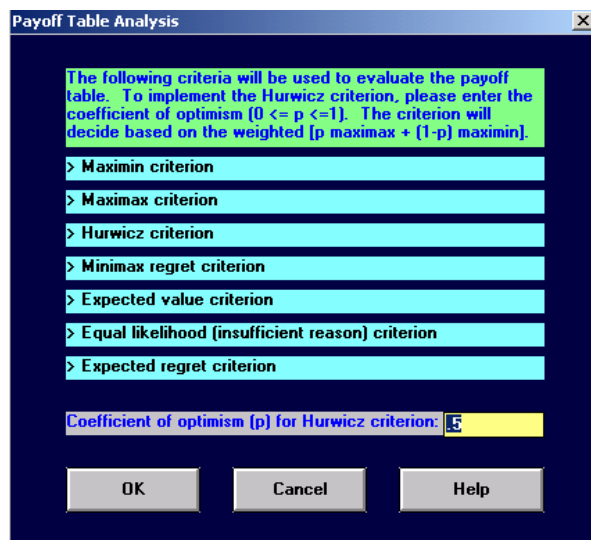 Payoff Table Analysis
The following criteria will be used to evaluate the payoff
table. To implement the Hurwicz criterion, please enter the
coefficient of optimism (0 <= p <=1). The criterion will
decide based on the weighted [p maximax + (1-p) maximin].
> Maximin criterion
> Maximax criterion
> Hurwicz criterion
> Minimax regret criterion
> Expected value criterion
> Equal likelihood (insufficient reason) criterion
> Expected regret criterion
Coefficient of optimism (p) for Hurwicz criterion: .5
OK Cancel Help